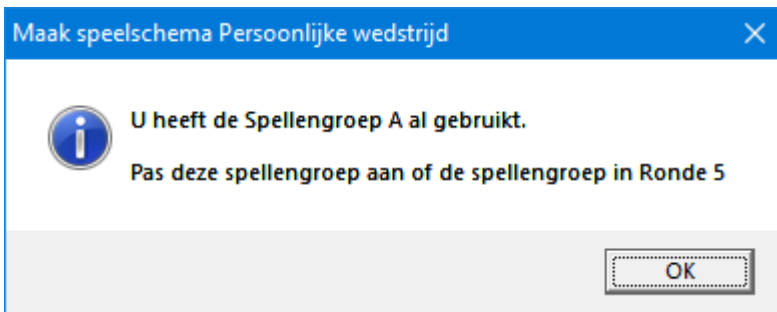 Maak speelschema Persoonlijke wedstrijd
U heeft de Spellengroep A al gebruikt.
Pas deze spellengroep aan of de spellengroep in Ronde 5
OK